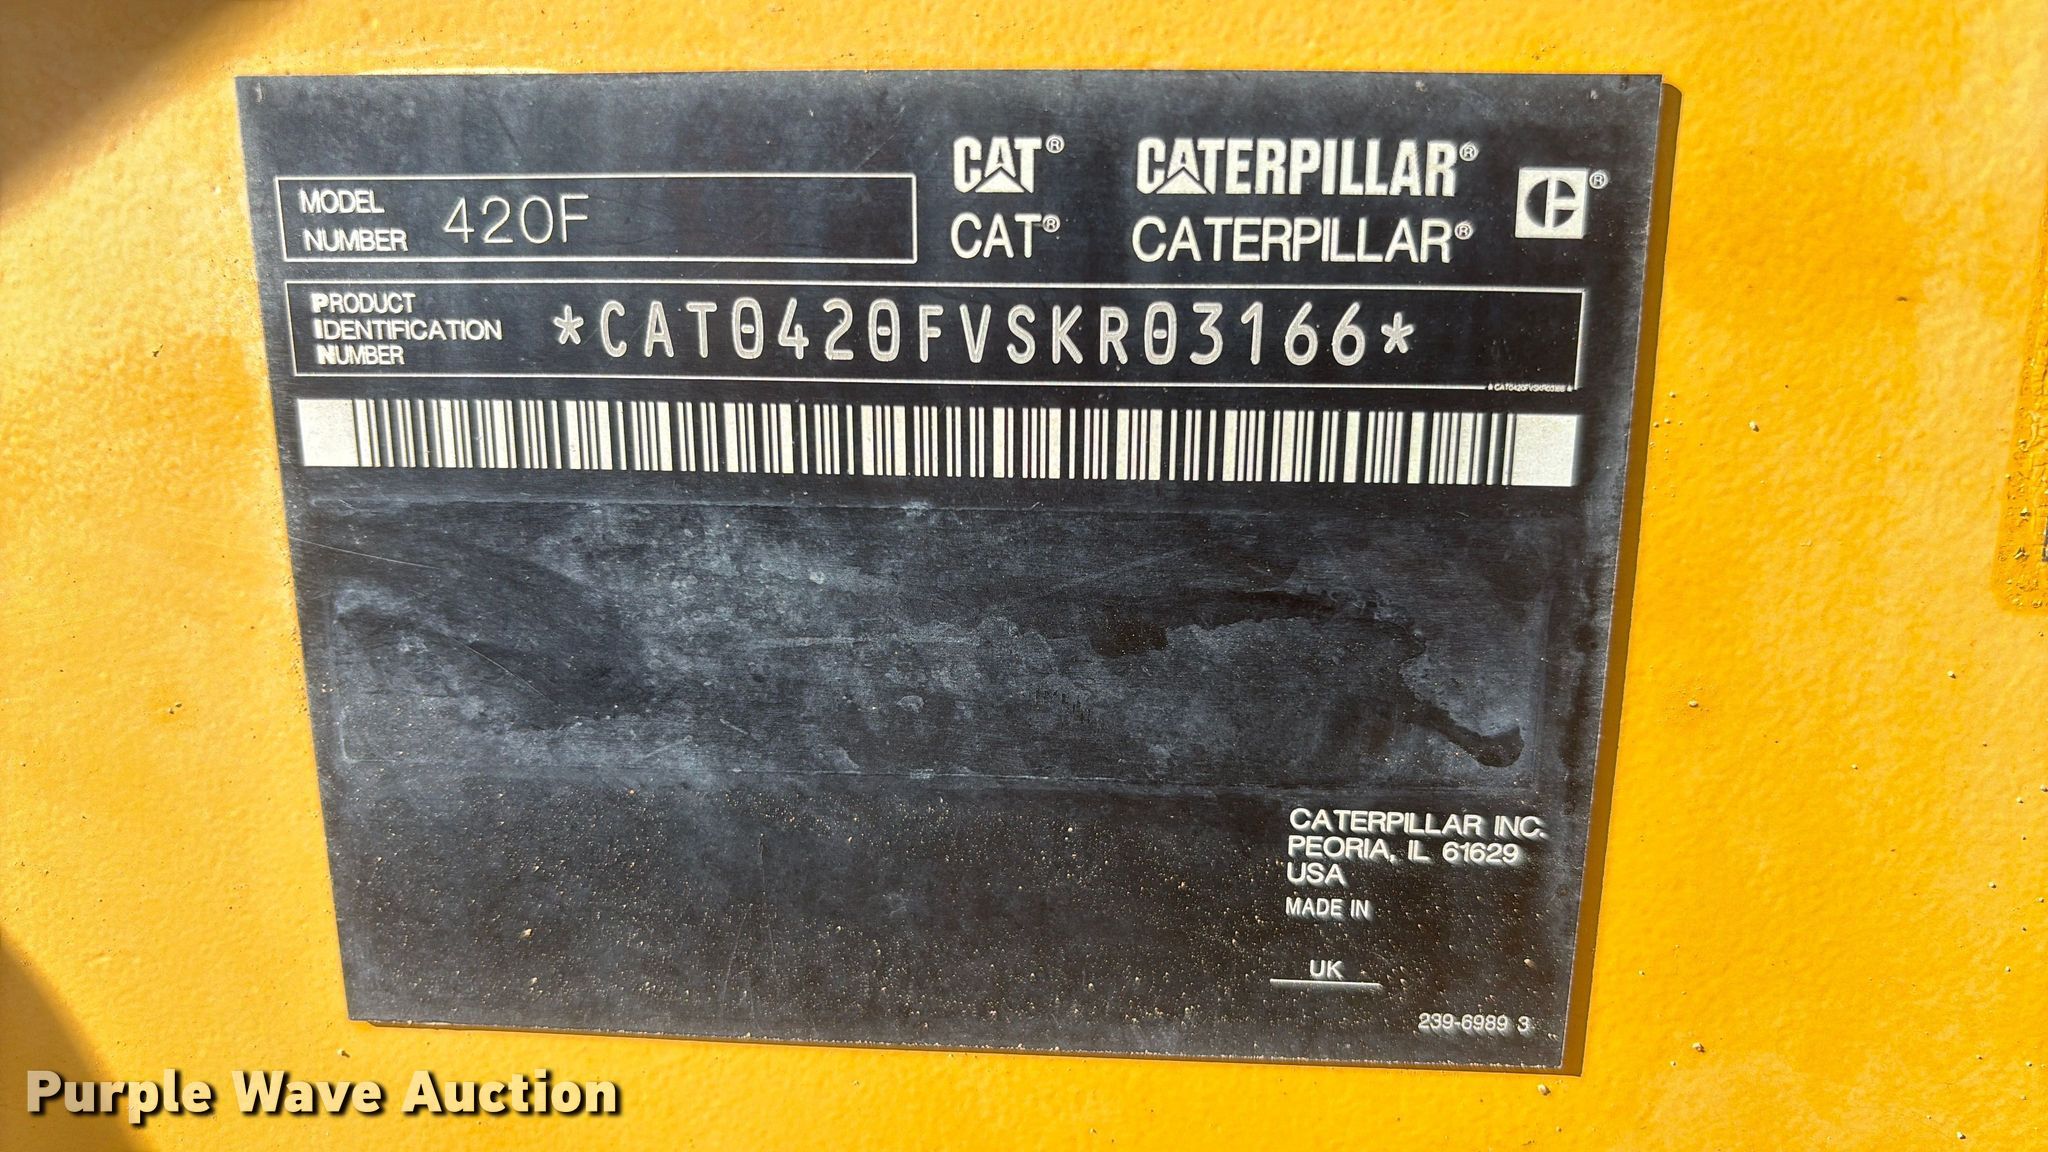 MODEL
NUMBER 420F
CAT® CATERPILLAR® ®
CAT® CATERPILLAR®
PRODUCT
IDENTIFICATION
NUMBER
*CAT0420FVSKR03166*
*CAT0420FVSKR03166*
CATERPILLAR INC.
PEORIA, IL 61629
USA
MADE IN
UK
239-6989 3
Purple Wave Auction